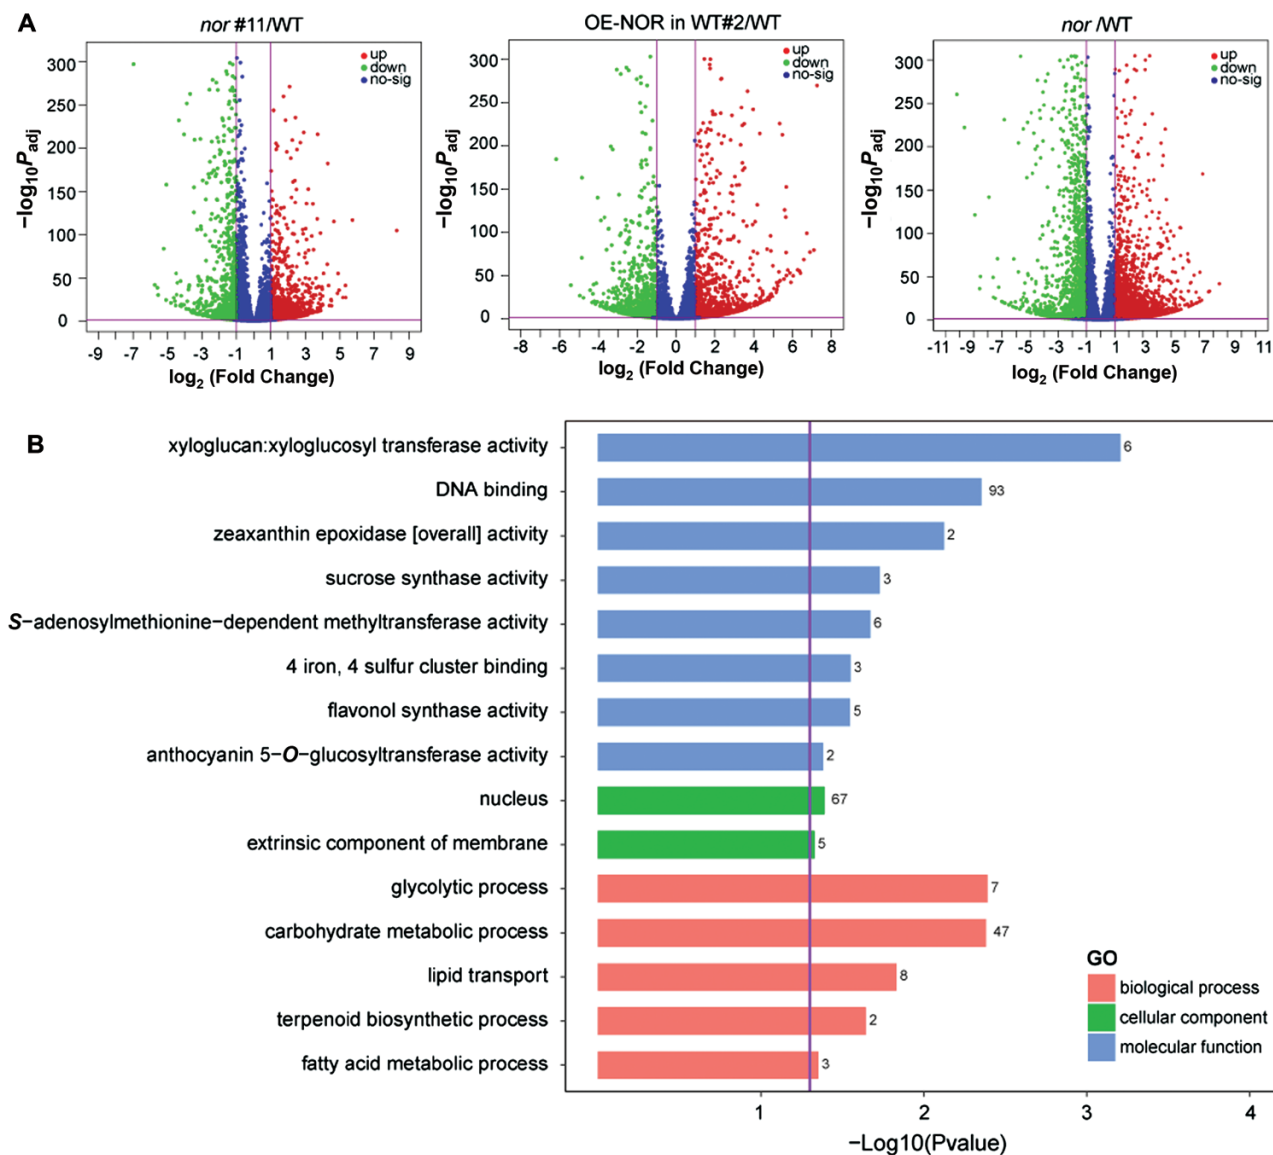 A
nor #11/WT
up
down
no-sig
300
250
200
150
100
50
0
−log10Padj
-9 -7 -5 -3 -1 1 3 5 7 9
log2 (Fold Change)
OE-NOR in WT#2/WT
up
down
no-sig
300
250
200
150
100
50
0
−log10Padj
-8 -6 -4 -2 0 2 4 6 8
log2 (Fold Change)
nor /WT
up
down
no-sig
300
250
200
150
100
50
0
−log10Padj
-11 -9 -7 -5 -3 -1 1 3 5 7 9 11
log2 (Fold Change)
B
xyloglucan:xyloglucosyl transferase activity 6
DNA binding 93
zeaxanthin epoxidase [overall] activity 2
sucrose synthase activity 3
S−adenosylmethionine−dependent methyltransferase activity 6
4 iron, 4 sulfur cluster binding 3
flavonol synthase activity 5
anthocyanin 5−O−glucosyltransferase activity 2
nucleus 67
extrinsic component of membrane 5
glycolytic process 7
carbohydrate metabolic process 47
lipid transport 8
terpenoid biosynthetic process 2
fatty acid metabolic process 3
GO
biological process
cellular component
molecular function
1 2 3 4
−Log10(Pvalue)